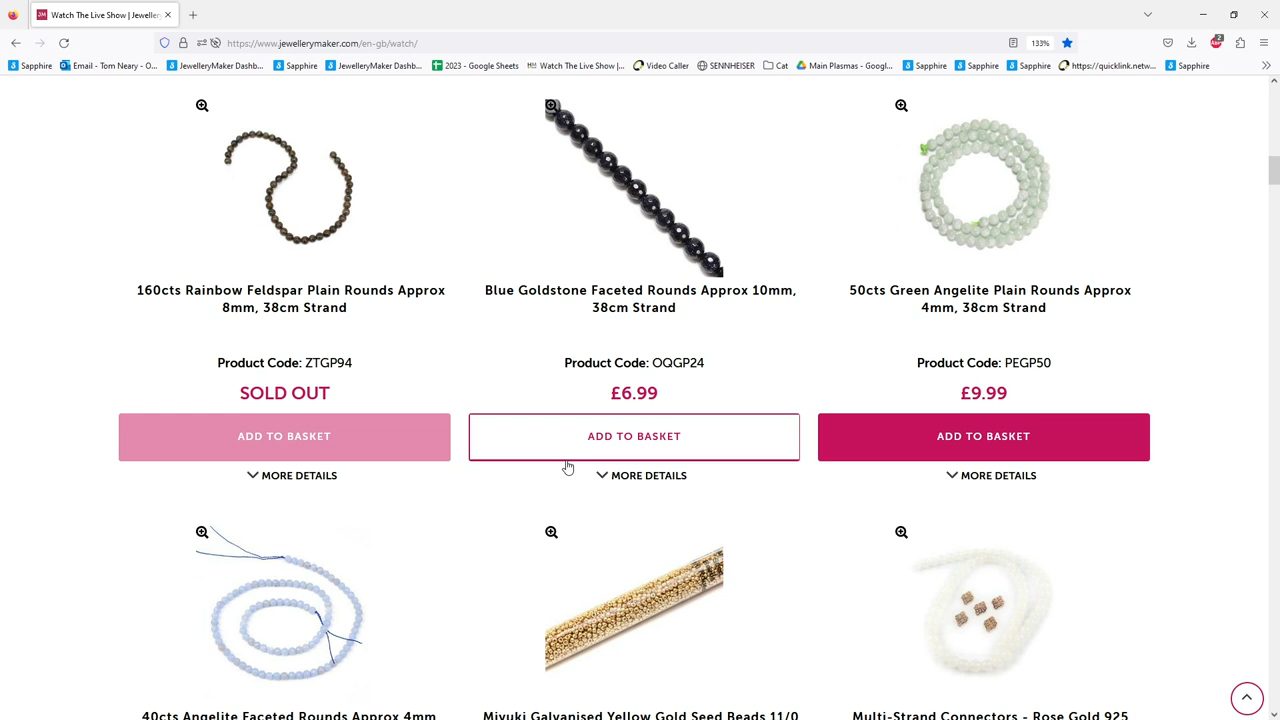 JM Watch The Live Show | Jeweller
https://www.jewellerymaker.com/en-gb/watch/
133%
2
Sapphire
Email - Tom Neary - O...
JewelleryMaker Dashb...
Sapphire
JewelleryMaker Dashb...
2023 - Google Sheets
Watch The Live Show |...
Video Caller
SENNHEISER
Cat
Main Plasmas - Googl...
Sapphire
Sapphire
Sapphire
https://quicklink.netw...
Sapphire
160cts Rainbow Feldspar Plain Rounds Approx
8mm, 38cm Strand
Product Code: ZTGP94
SOLD OUT
ADD TO BASKET
MORE DETAILS
Blue Goldstone Faceted Rounds Approx 10mm,
38cm Strand
Product Code: OQGP24
£6.99
ADD TO BASKET
MORE DETAILS
50cts Green Angelite Plain Rounds Approx
4mm, 38cm Strand
Product Code: PEGP50
£9.99
ADD TO BASKET
MORE DETAILS
40cts Angelite Faceted Rounds Approx 4mm
Miyuki Galvanised Yellow Gold Seed Beads 11/0
Multi-Strand Connectors - Rose Gold 925